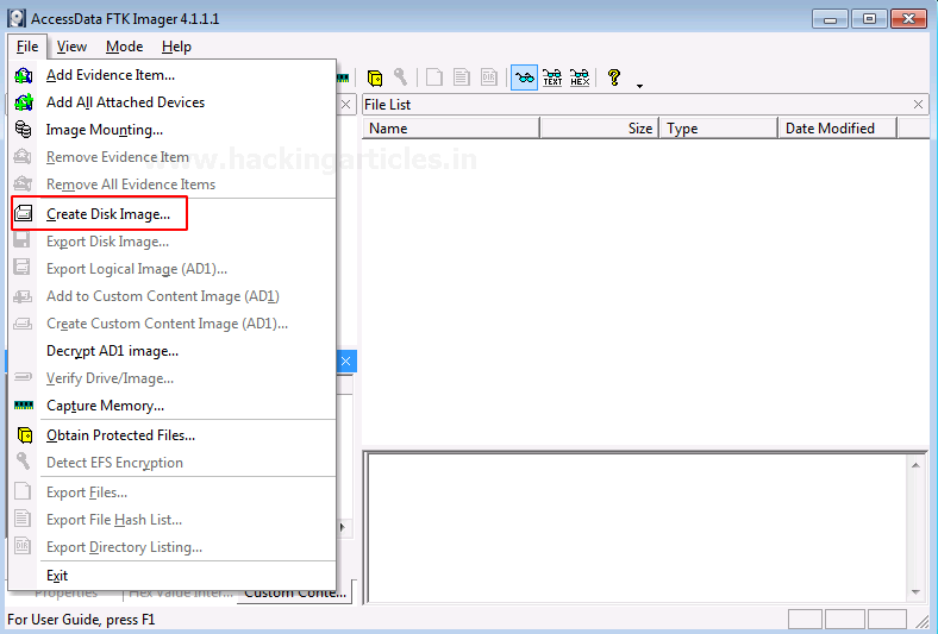 AccessData FTK Imager 4.1.1.1
File View Mode Help
Add Evidence Item...
Add All Attached Devices
Image Mounting...
Remove Evidence Item
Remove All Evidence Items
Create Disk Image...
Export Disk Image...
Export Logical Image (AD1)...
Add to Custom Content Image (AD1)
Create Custom Content Image (AD1)...
Decrypt AD1 image...
Verify Drive/Image...
Capture Memory...
Obtain Protected Files...
Detect EFS Encryption
Export Files...
Export File Hash List...
Export Directory Listing...
Exit
TEXT HEX
File List
Name Size Type Date Modified
www.hackingarticles.in
Properties Hex Value Inter... Custom Conte...
For User Guide, press F1